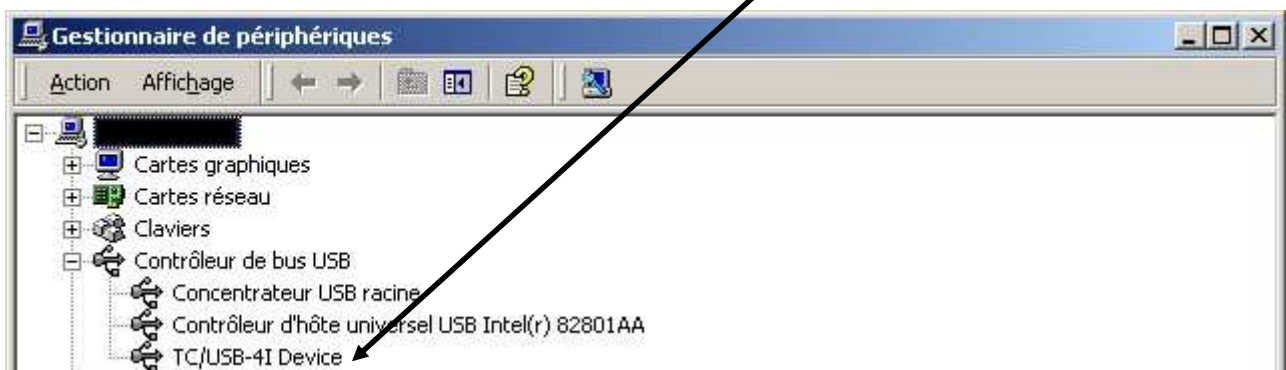 Gestionnaire de périphériques
Action Affichage
Cartes graphiques
Cartes réseau
Claviers
Contrôleur de bus USB
Concentrateur USB racine
Contrôleur d'hôte universel USB Intel(r) 82801AA
TC/USB-4I Device